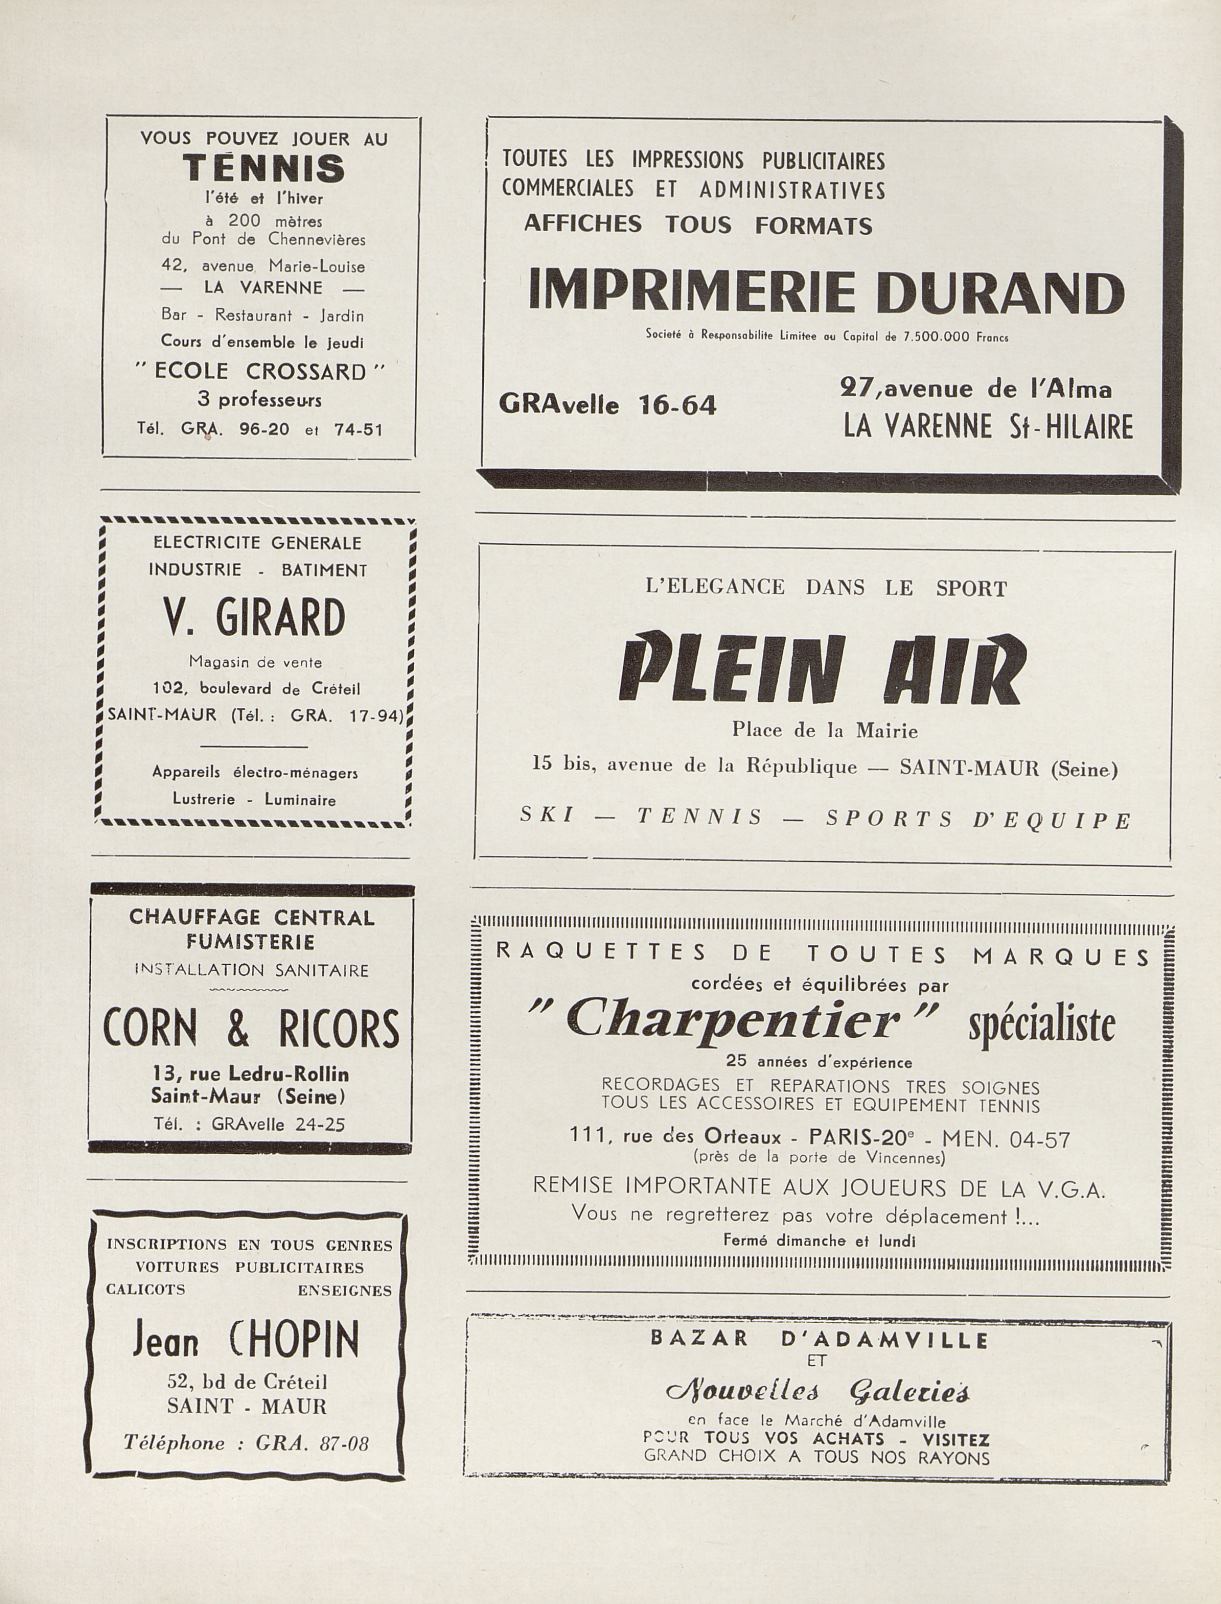 VOUS POUVEZ JOUER AU
TENNIS
l'été et l'hiver
à 200 mètres
du Pont de Chennevières
42, avenue Marie-Louise
— LA VARENNE —
Bar - Restaurant - Jardin
Cours d'ensemble le jeudi
" ECOLE CROSSARD "
3 professeurs
Tél. GRA. 96-20 et 74-51
ELECTRICITE GENERALE
INDUSTRIE - BATIMENT
V. GIRARD
Magasin de vente
102, boulevard de Créteil
SAINT-MAUR (Tél. : GRA. 17-94)
Appareils électro-ménagers
Lustrerie - Luminaire
CHAUFFAGE CENTRAL
FUMISTERIE
INSTALLATION SANITAIRE
CORN & RICORS
13, rue Ledru-Rollin
Saint-Maur (Seine)
Tél. : GRAvelle 24-25
INSCRIPTIONS EN TOUS GENRES
VOITURES PUBLICITAIRES
CALICOTS ENSEIGNES
Jean CHOPIN
52, bd de Créteil
SAINT - MAUR
Téléphone : GRA. 87-08
TOUTES LES IMPRESSIONS PUBLICITAIRES
COMMERCIALES ET ADMINISTRATIVES
AFFICHES TOUS FORMATS
IMPRIMERIE DURAND
Societé à Responsabilite Limitee au Capital de 7.500.000 Francs
GRAvelle 16-64
27, avenue de l'Alma
LA VARENNE St-HILAIRE
L'ELEGANCE DANS LE SPORT
PLEIN AIR
Place de la Mairie
15 bis, avenue de la République — SAINT-MAUR (Seine)
SKI — TENNIS — SPORTS D'EQUIPE
RAQUETTES DE TOUTES MARQUES
cordées et équilibrées par
" Charpentier " spécialiste
25 années d'expérience
RECORDAGES ET REPARATIONS TRES SOIGNES
TOUS LES ACCESSOIRES ET EQUIPEMENT TENNIS
111, rue des Orteaux - PARIS-20e - MEN. 04-57
(près de la porte de Vincennes)
REMISE IMPORTANTE AUX JOUEURS DE LA V.G.A.
Vous ne regretterez pas votre déplacement !...
Fermé dimanche et lundi
BAZAR D'ADAMVILLE
ET
Nouvelles Galeries
en face le Marché d'Adamville
POUR TOUS VOS ACHATS - VISITEZ
GRAND CHOIX A TOUS NOS RAYONS